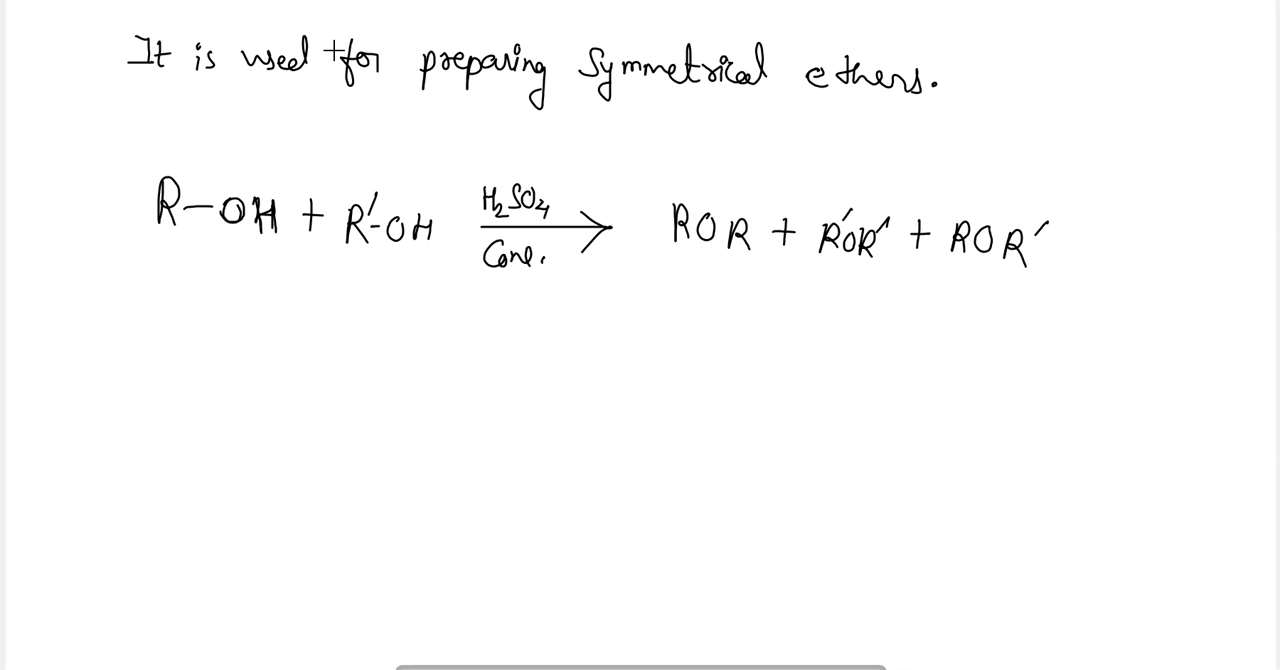 It is used for preparing Symmetrical ethers.
R-OH + R'-OH H₂SO₄ Conc. → ROR + R'OR' + ROR'